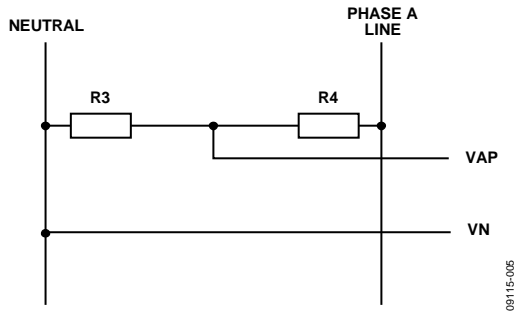 NEUTRAL
PHASE A
LINE
R3
R4
VAP
VN
09115-005